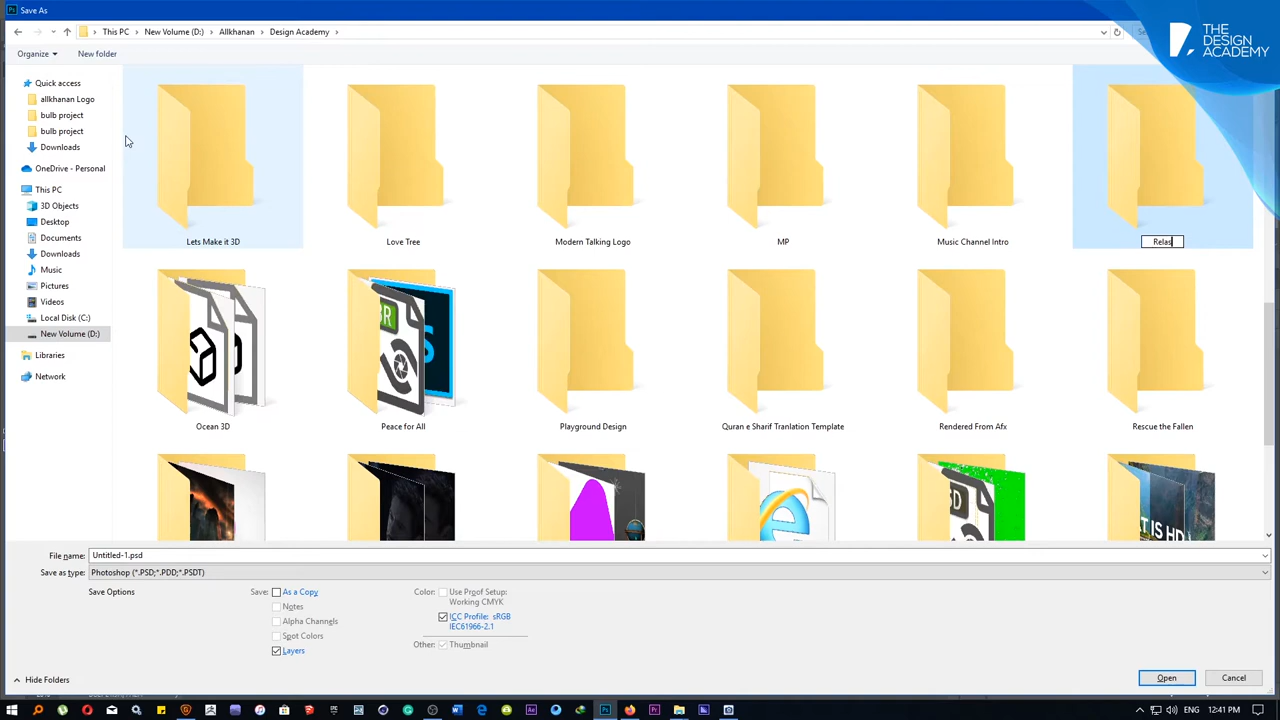 Save As
This PC > New Volume (D:) > Allkhanan > Design Academy >
THE
DESIGN
ACADEMY
Organize
New folder
Quick access
allkhanan Logo
bulb project
bulb project
Downloads
OneDrive - Personal
This PC
3D Objects
Desktop
Documents
Downloads
Music
Pictures
Videos
Local Disk (C:)
New Volume (D:)
Libraries
Network
Lets Make it 3D
Love Tree
Modern Talking Logo
MP
Music Channel Intro
Relas
Ocean 3D
Peace for All
Playground Design
Quran e Sharif Tranlation Template
Rendered From Afx
Rescue the Fallen
File name: Untitled-1.psd
Save as type: Photoshop (*.PSD;*.PDD;*.PSDT)
Save Options
Save: As a Copy
Notes
Alpha Channels
Spot Colors
Layers
Color: Use Proof Setup:
Working CMYK
ICC Profile: sRGB
IEC61966-2.1
Other: Thumbnail
Hide Folders
Open
Cancel
12:41 PM